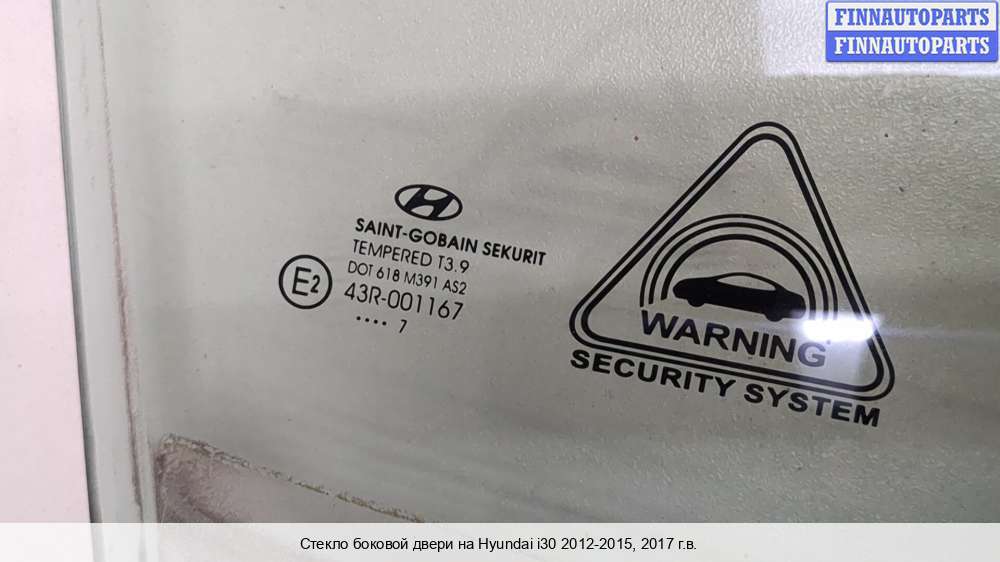 FINNAUTOPARTS
FINNAUTOPARTS
SAINT-GOBAIN SEKURIT
TEMPERED T3.9
DOT 618 M391 AS2
E2
43R-001167
.... 7
WARNING
SECURITY SYSTEM
Стекло боковой двери на Hyundai i30 2012-2015, 2017 г.в.